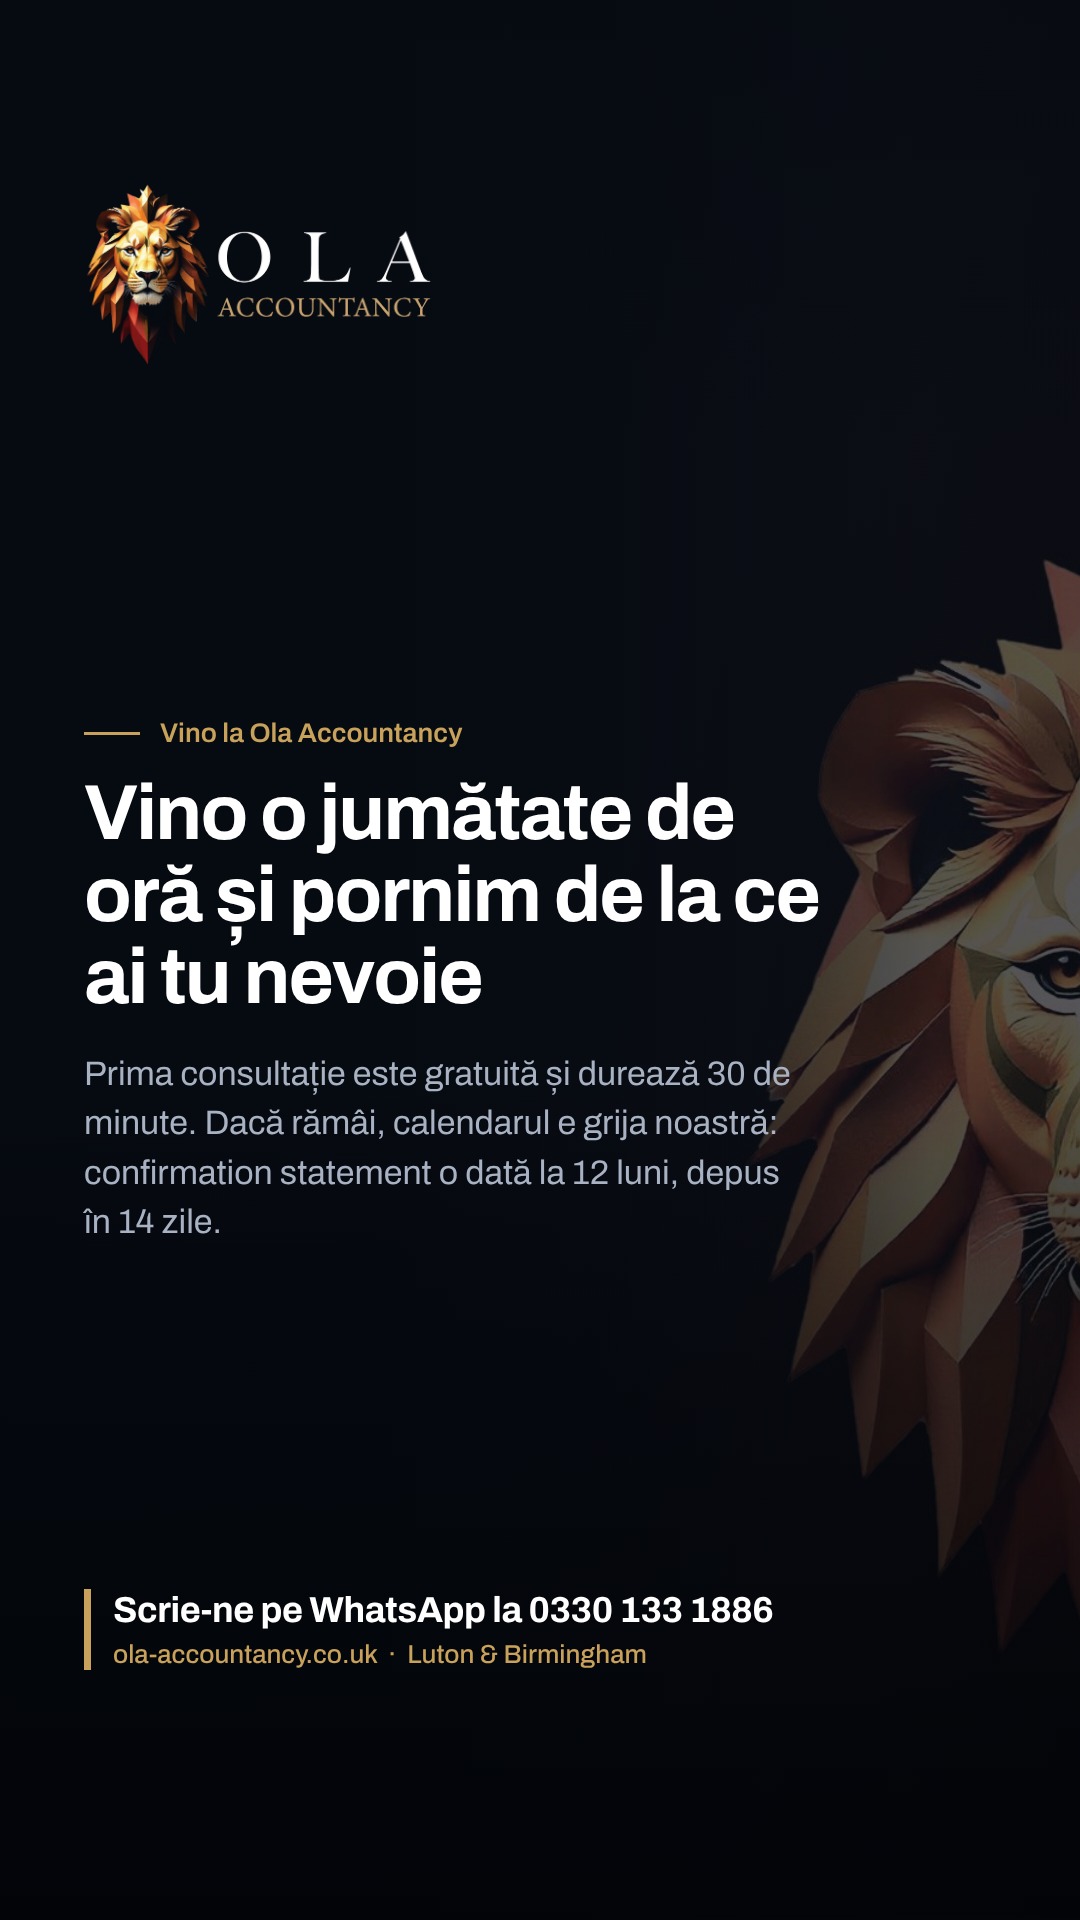 OLA
ACCOUNTANCY
Vino la Ola Accountancy
Vino o jumătate de
oră și pornim de la ce
ai tu nevoie
Prima consultație este gratuită și durează 30 de
minute. Dacă rămâi, calendarul e grija noastră:
confirmation statement o dată la 12 luni, depus
în 14 zile.
Scrie-ne pe WhatsApp la 0330 133 1886
ola-accountancy.co.uk · Luton & Birmingham